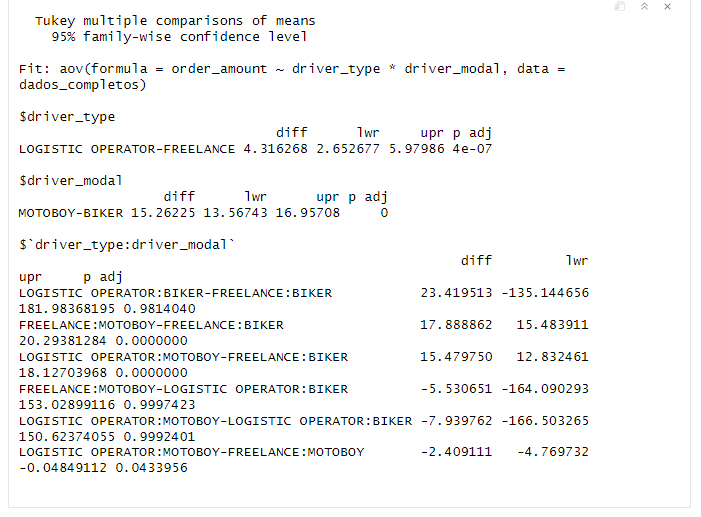 Tukey multiple comparisons of means
95% family-wise confidence level
Fit: aov(formula = order_amount ~ driver_type * driver_modal, data =
dados_completos)
$driver_type
diff lwr upr p adj
LOGISTIC OPERATOR-FREELANCE 4.316268 2.652677 5.97986 4e-07
$driver_modal
diff lwr upr p adj
MOTOBOY-BIKER 15.26225 13.56743 16.95708 0
$`driver_type:driver_modal`
diff lwr
upr p adj
LOGISTIC OPERATOR:BIKER-FREELANCE:BIKER 23.419513 -135.144656
181.98368195 0.9814040
FREELANCE:MOTOBOY-FREELANCE:BIKER 17.888862 15.483911
20.29381284 0.0000000
LOGISTIC OPERATOR:MOTOBOY-FREELANCE:BIKER 15.479750 12.832461
18.12703968 0.0000000
FREELANCE:MOTOBOY-LOGISTIC OPERATOR:BIKER -5.530651 -164.090293
153.02899116 0.9997423
LOGISTIC OPERATOR:MOTOBOY-LOGISTIC OPERATOR:BIKER -7.939762 -166.503265
150.62374055 0.9992401
LOGISTIC OPERATOR:MOTOBOY-FREELANCE:MOTOBOY -2.409111 -4.769732
-0.04849112 0.0433956